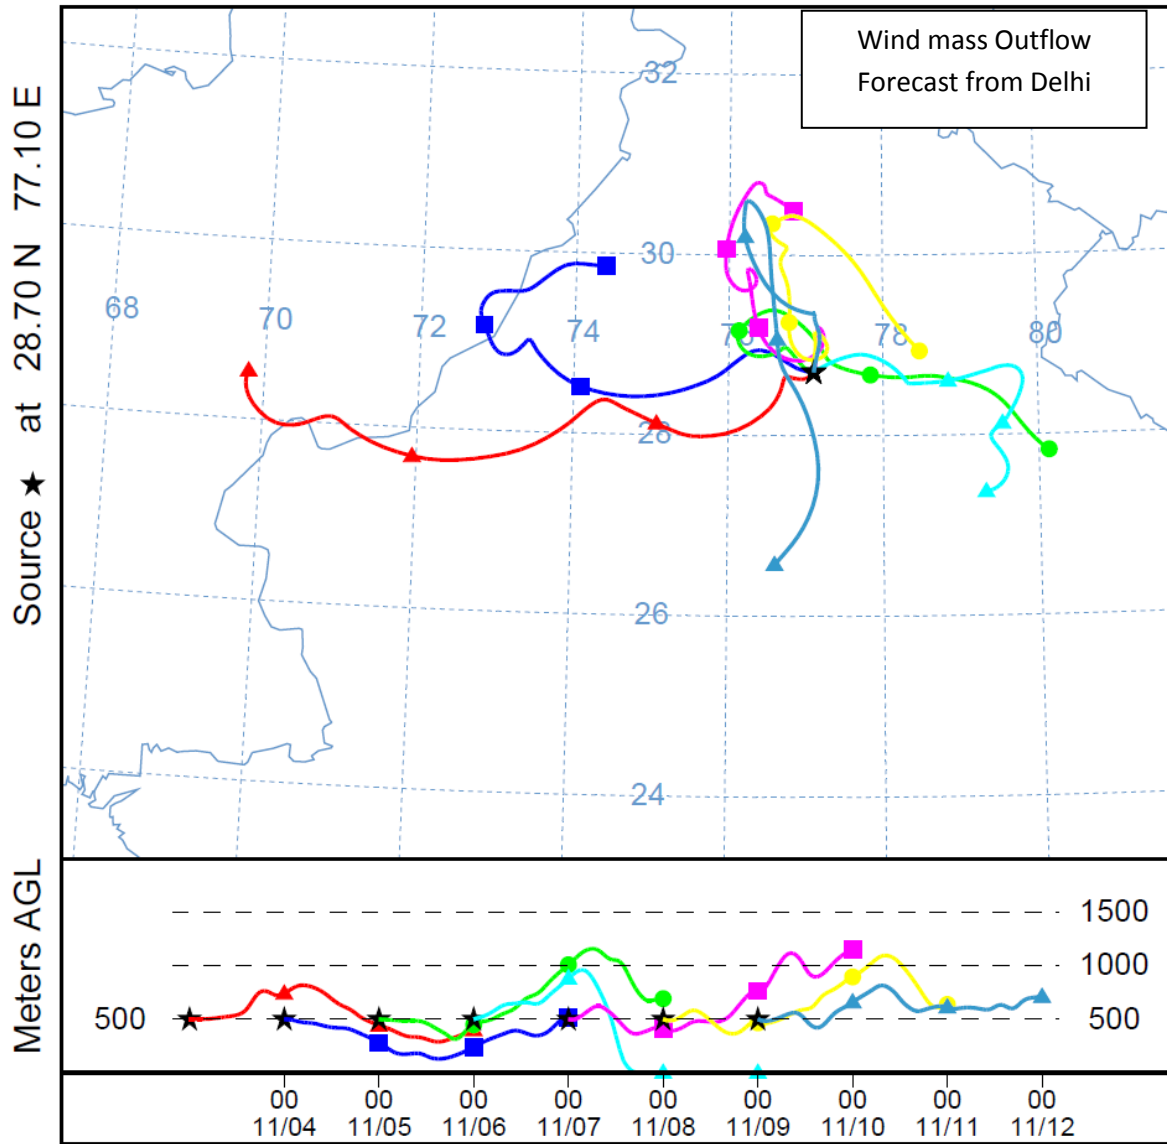 Wind mass Outflow
Forecast from Delhi
Source ★ at 28.70 N 77.10 E
32
30
68
70
72
74
76
78
80
28
26
24
Meters AGL
1500
1000
500
500
00 00 00 00 00 00 00 00 00
11/04 11/05 11/06 11/07 11/08 11/09 11/10 11/11 11/12